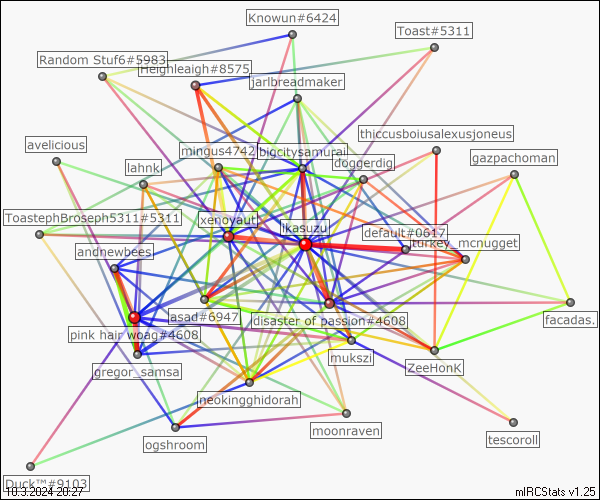 Knowun#6424
Toast#5311
Random Stuf6#5983
Heighleaigh#8575
jarlbreadmaker
thiccusboiusalexusjoneus
avelicious
mingus4742
bigcitysamurai
doggerdig
gazpachoman
lahnk
ToastephBroseph5311#5311
xenoyaut
ikasuzu
default#0617
turkey_mcnugget
andnewbees
pink hair woag#4608
asad#6947
disaster of passion#4608
facadas.
gregor_samsa
mukszi
ZeeHonK
neokingghidorah
ogshroom
moonraven
tescoroll
Duck™#9103
10.3.2024 20:27
mIRCStats v1.25